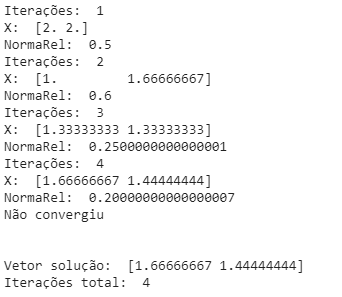 Iterações:  1
X:  [2. 2.]
NormaRel:  0.5
Iterações:  2
X:  [1.         1.66666667]
NormaRel:  0.6
Iterações:  3
X:  [1.33333333 1.33333333]
NormaRel:  0.2500000000000001
Iterações:  4
X:  [1.66666667 1.44444444]
NormaRel:  0.20000000000000007
Não convergiu
Vetor solução:  [1.66666667 1.44444444]
Iterações total:  4